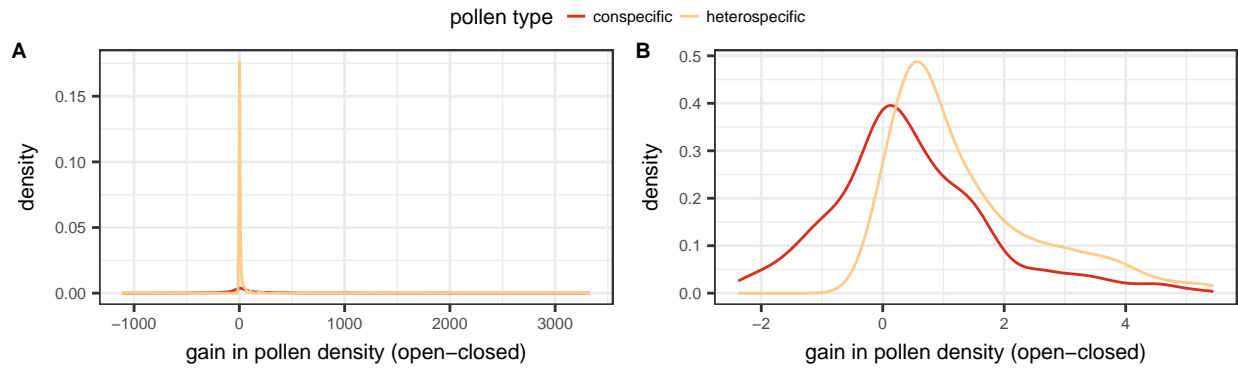 pollen type conspecific heterospecific
A
0.15
0.10
0.05
0.00
density
−1000 0 1000 2000 3000
gain in pollen density (open−closed)
B
0.5
0.4
0.3
0.2
0.1
0.0
density
−2 0 2 4
gain in pollen density (open−closed)